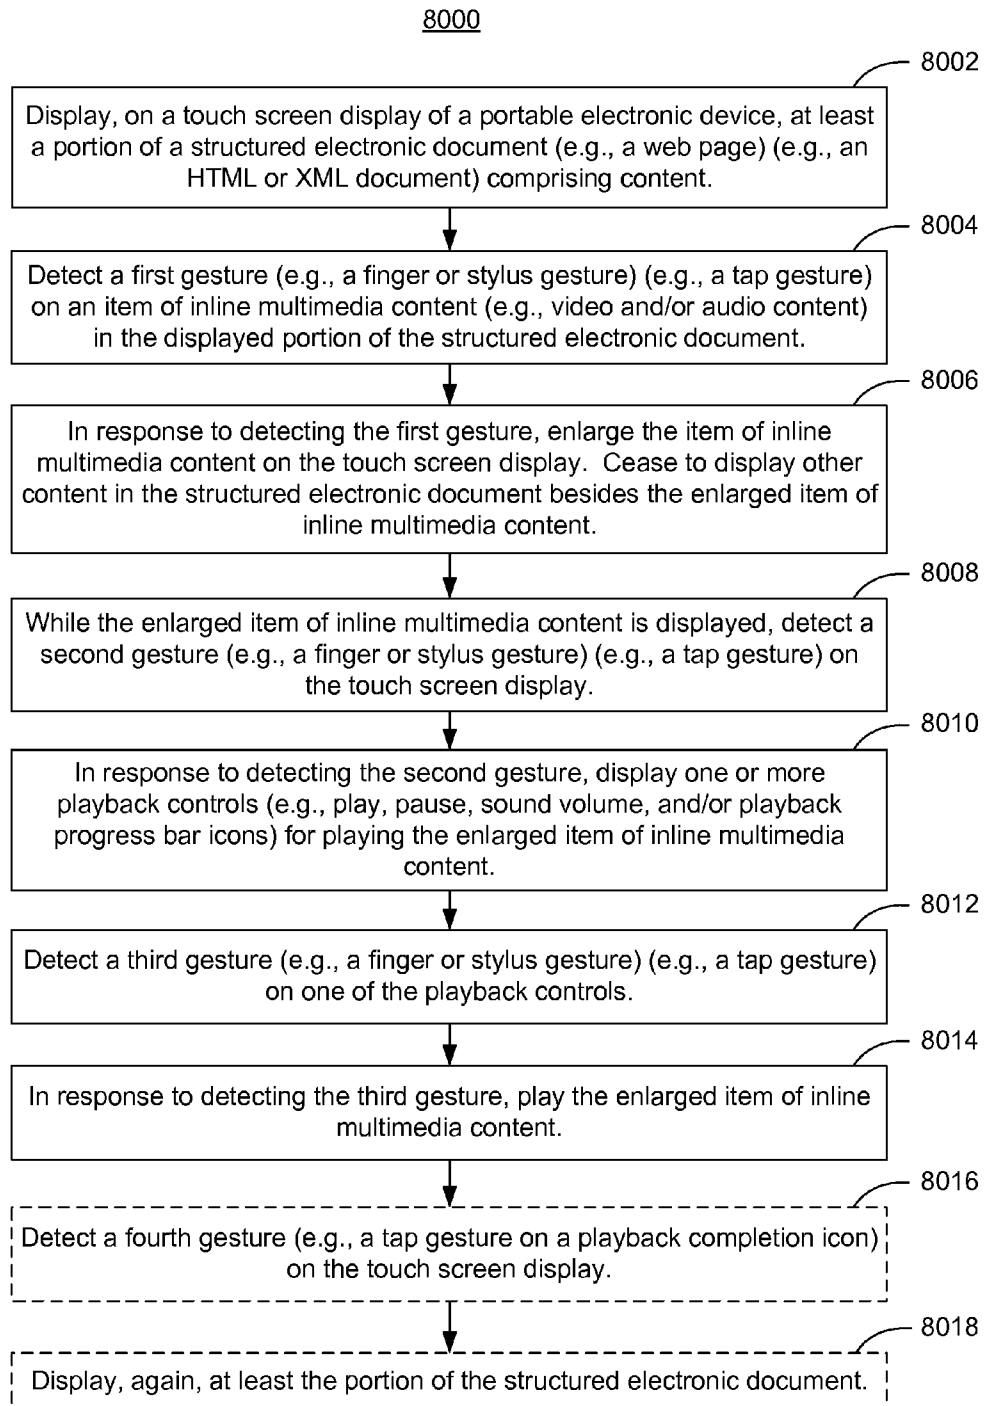 8000
8002
Display, on a touch screen display of a portable electronic device, at least
a portion of a structured electronic document (e.g., a web page) (e.g., an
HTML or XML document) comprising content.
8004
Detect a first gesture (e.g., a finger or stylus gesture) (e.g., a tap gesture)
on an item of inline multimedia content (e.g., video and/or audio content)
in the displayed portion of the structured electronic document.
8006
In response to detecting the first gesture, enlarge the item of inline
multimedia content on the touch screen display.  Cease to display other
content in the structured electronic document besides the enlarged item of
inline multimedia content.
8008
While the enlarged item of inline multimedia content is displayed, detect a
second gesture (e.g., a finger or stylus gesture) (e.g., a tap gesture) on
the touch screen display.
8010
In response to detecting the second gesture, display one or more
playback controls (e.g., play, pause, sound volume, and/or playback
progress bar icons) for playing the enlarged item of inline multimedia
content.
8012
Detect a third gesture (e.g., a finger or stylus gesture) (e.g., a tap gesture)
on one of the playback controls.
8014
In response to detecting the third gesture, play the enlarged item of inline
multimedia content.
8016
Detect a fourth gesture (e.g., a tap gesture on a playback completion icon)
on the touch screen display.
8018
Display, again, at least the portion of the structured electronic document.